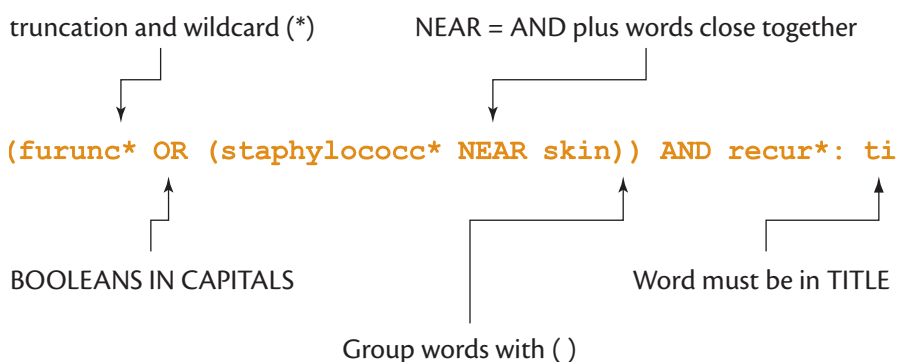 truncation and wildcard (*)
NEAR = AND plus words close together
(furunc* OR (staphylococc* NEAR skin)) AND recur*: ti
BOOLEANS IN CAPITALS
Word must be in TITLE
Group words with ( )